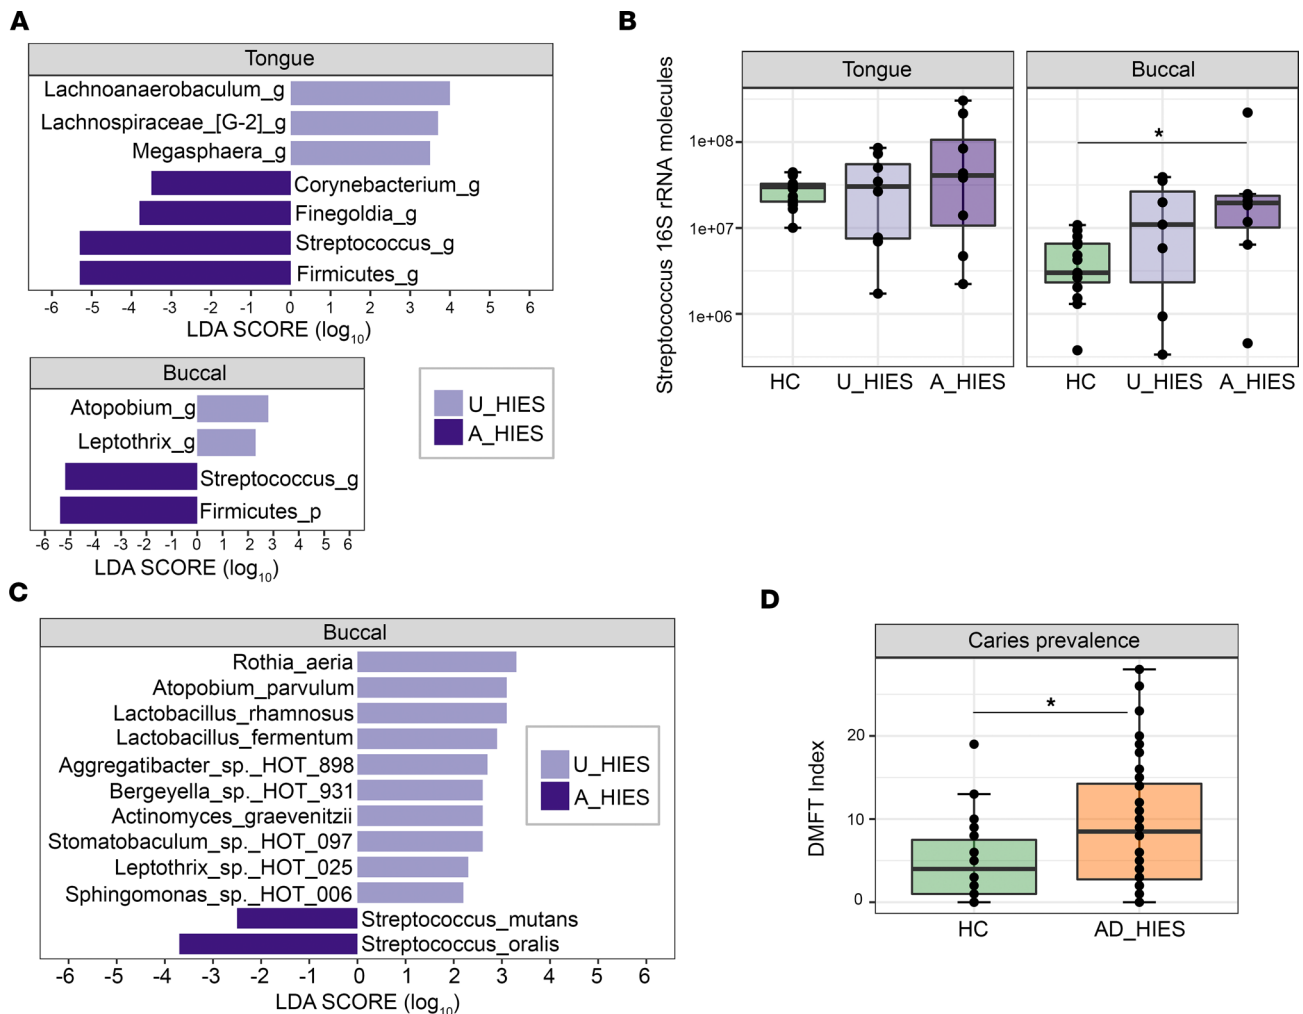 A
Tongue
Lachnoanaerobaculum_g
Lachnospiraceae_[G-2]_g
Megasphaera_g
Corynebacterium_g
Finegoldia_g
Streptococcus_g
Firmicutes_g
-6 -5 -4 -3 -2 -1 0 1 2 3 4 5 6
LDA SCORE (log10)
Buccal
Atopobium_g
Leptothrix_g
Streptococcus_g
Firmicutes_p
-6 -5 -4 -3 -2 -1 0 1 2 3 4 5 6
LDA SCORE (log10)
U_HIES
A_HIES
B
Streptococcus 16S rRNA molecules
Tongue
Buccal
1e+08
1e+07
1e+06
*
HC U_HIES A_HIES
HC U_HIES A_HIES
C
Buccal
Rothia_aeria
Atopobium_parvulum
Lactobacillus_rhamnosus
Lactobacillus_fermentum
Aggregatibacter_sp._HOT_898
Bergeyella_sp._HOT_931
Actinomyces_graevenitzii
Stomatobaculum_sp._HOT_097
Leptothrix_sp._HOT_025
Sphingomonas_sp._HOT_006
Streptococcus_mutans
Streptococcus_oralis
-6 -5 -4 -3 -2 -1 0 1 2 3 4 5 6
LDA SCORE (log10)
U_HIES
A_HIES
D
Caries prevalence
DMFT Index
20
10
0
*
HC AD_HIES